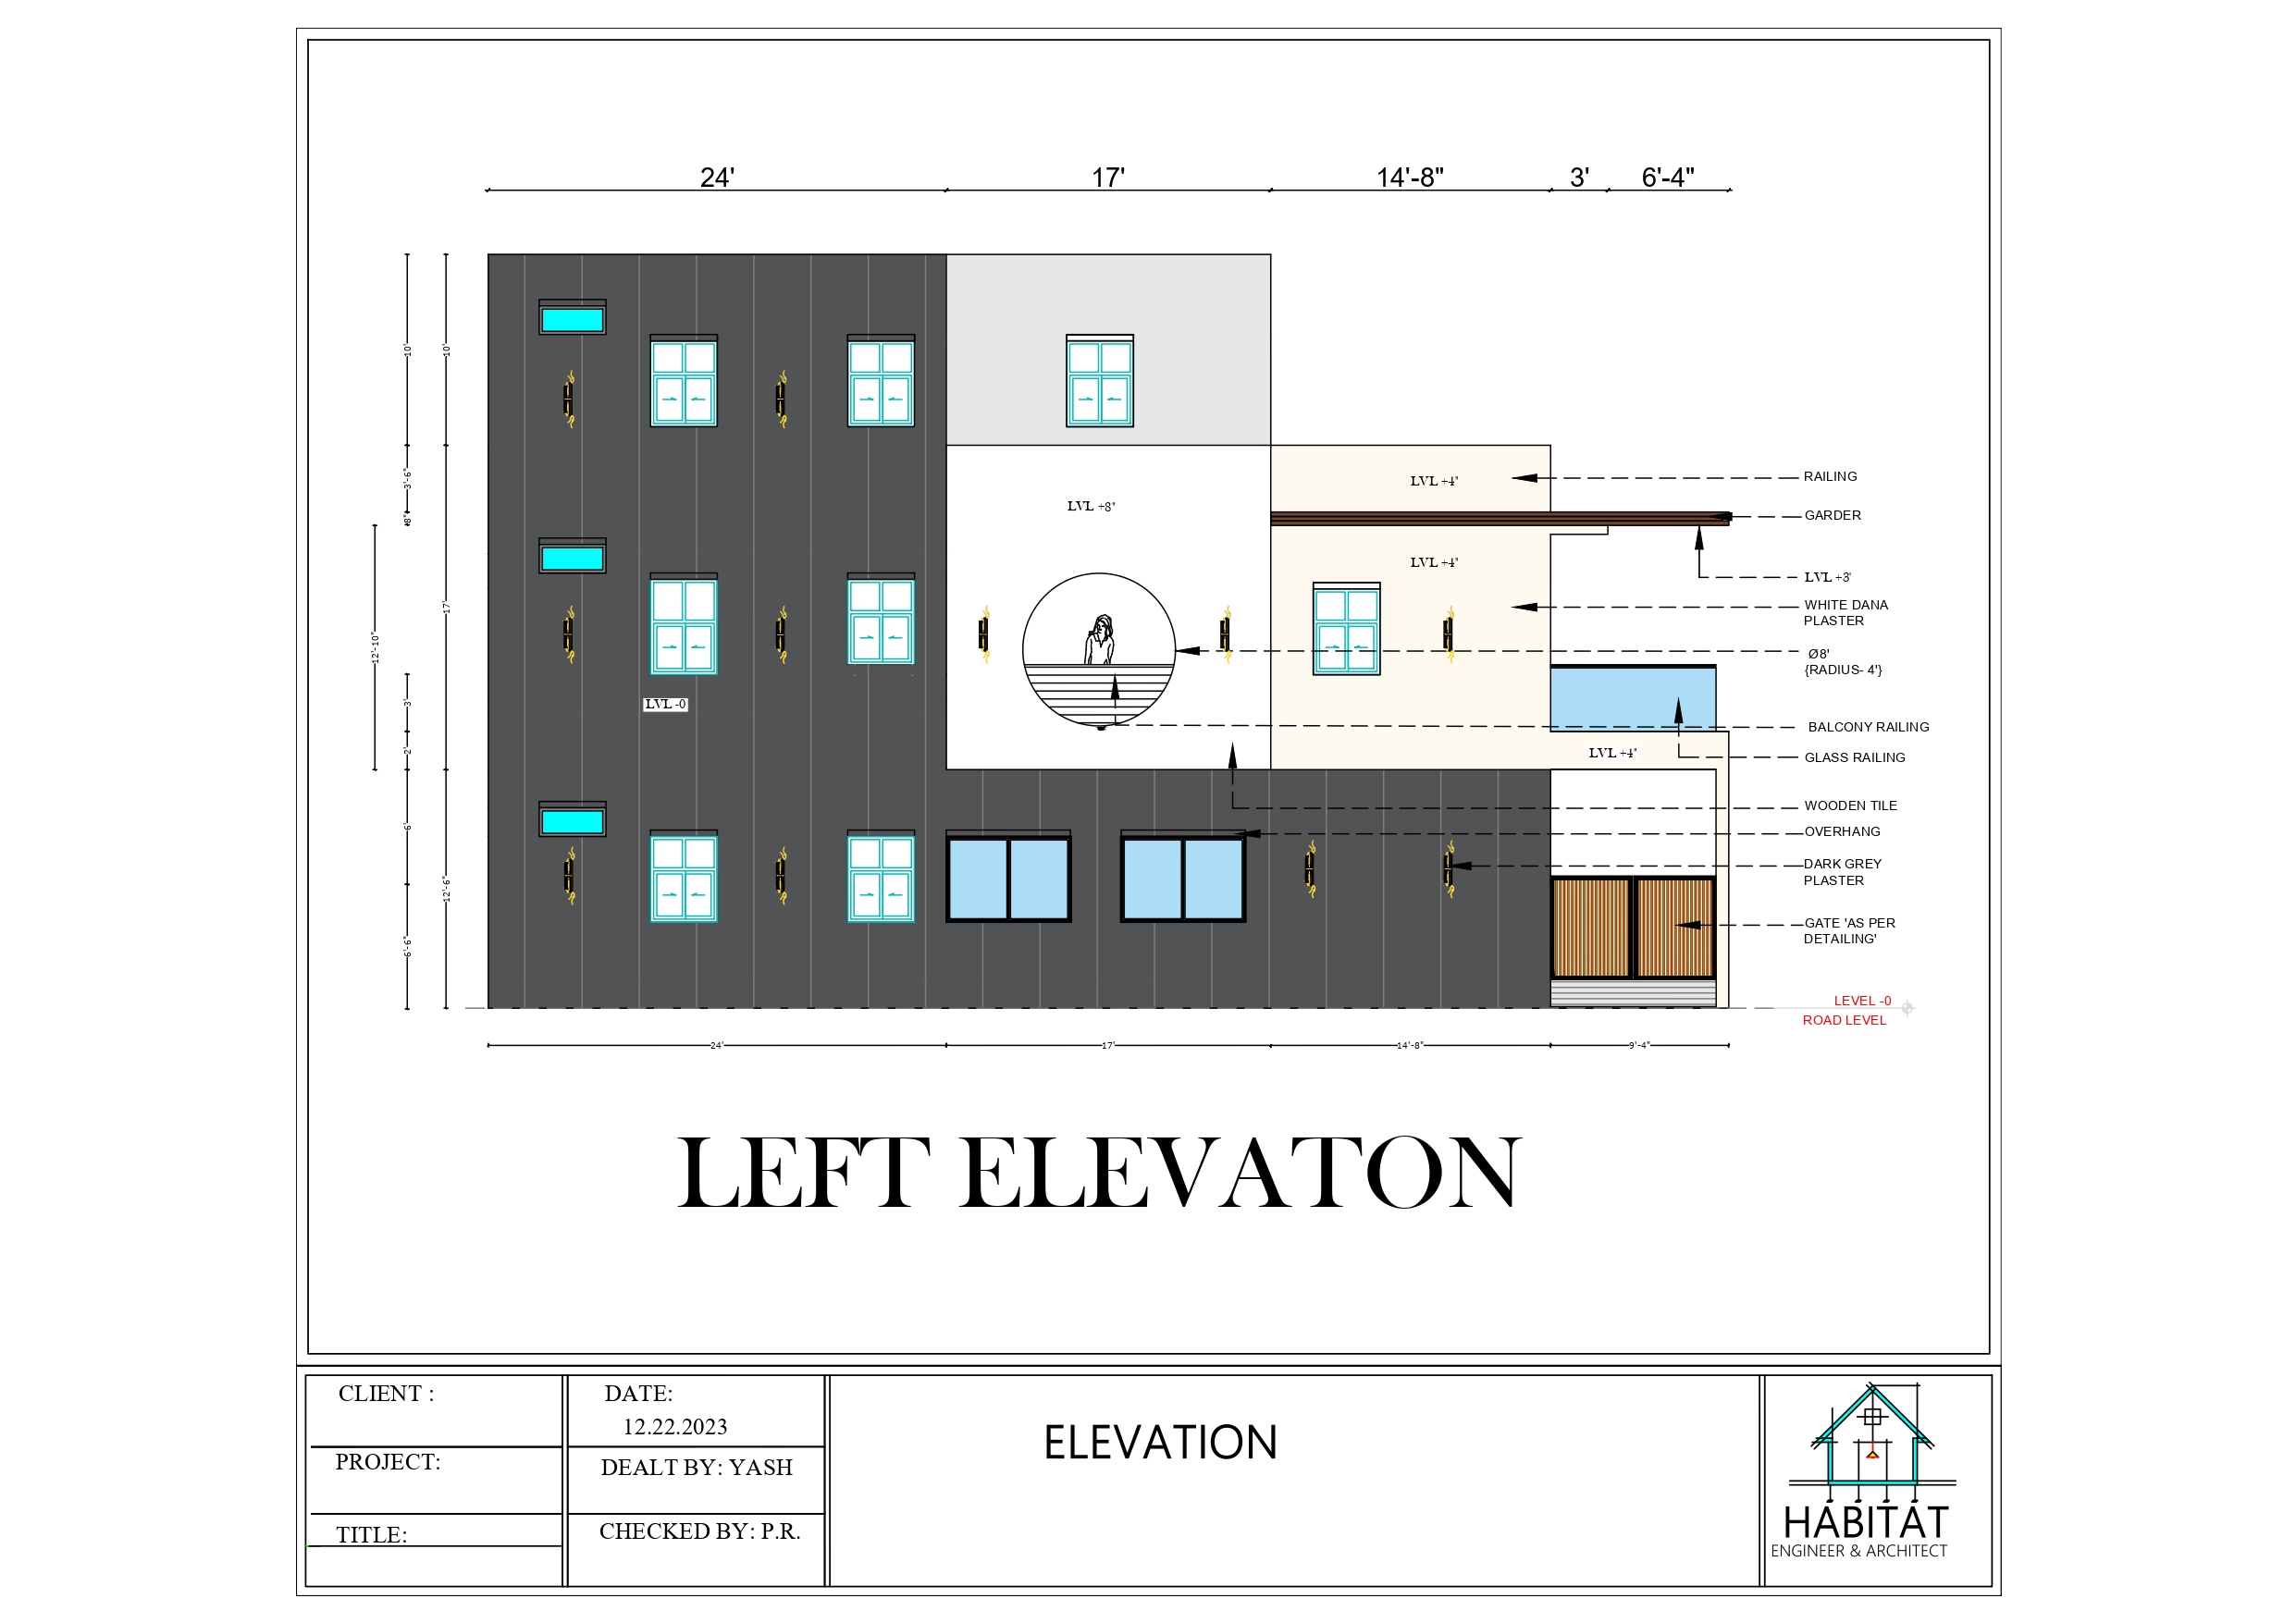 24' 17' 14'-8" 3' 6'-4"
10' 10'
3'-6"
8"
17'
12'-10"
3'
2'
6'
12'-6"
6'-6"
LVL +4"
LVL +8"
LVL +4"
LVL -0
LVL +4"
RAILING
GARDER
LVL +3'
WHITE DANA
PLASTER
Ø8'
{RADIUS- 4'}
BALCONY RAILING
GLASS RAILING
WOODEN TILE
OVERHANG
DARK GREY
PLASTER
GATE 'AS PER
DETAILING'
LEVEL -0
ROAD LEVEL
24' 17' 14'-8" 9'-4"
LEFT ELEVATON
CLIENT :
PROJECT:
TITLE:
DATE:
12.22.2023
DEALT BY: YASH
CHECKED BY: P.R.
ELEVATION
HABITAT
ENGINEER & ARCHITECT